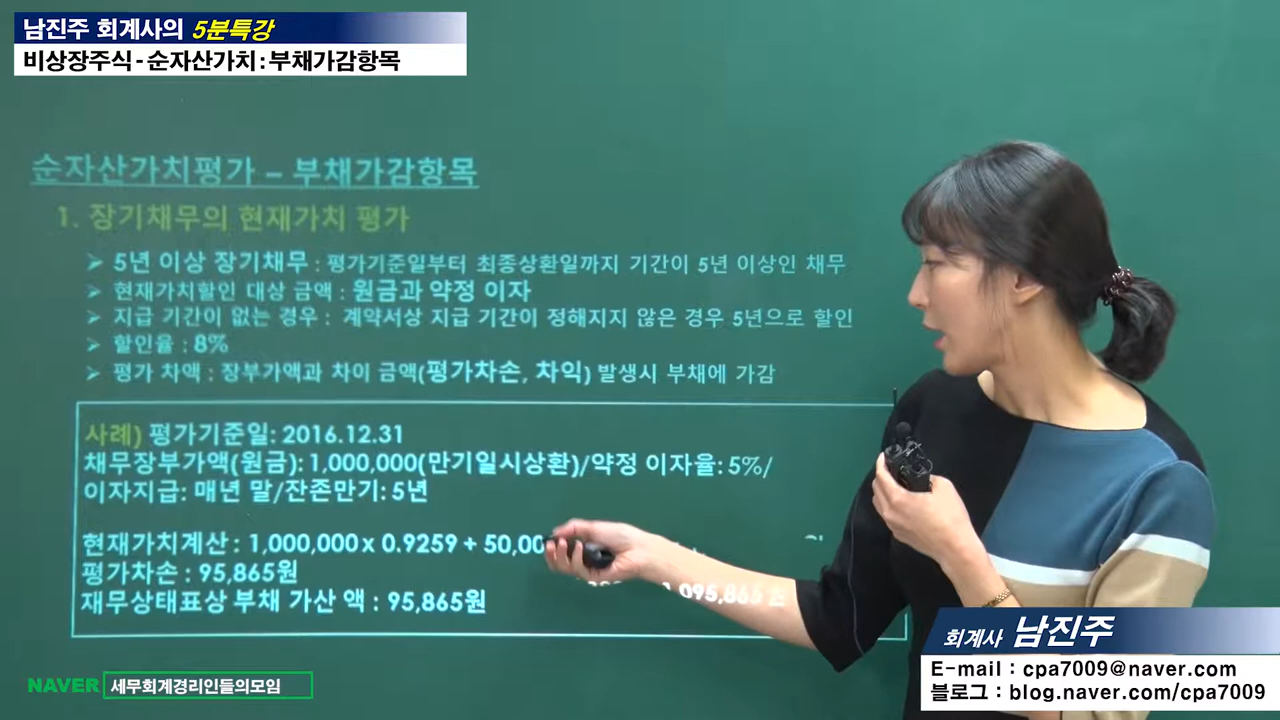 남진주 회계사의 5분특강
비상장주식-순자산가치:부채가감항목
순자산가치평가 – 부채가감항목
1. 장기채무의 현재가치 평가
➢ 5년 이상 장기채무 : 평가기준일부터 최종상환일까지 기간이 5년 이상인 채무
➢ 현재가치할인 대상 금액 : 원금과 약정 이자
➢ 지급 기간이 없는 경우 : 계약서상 지급 기간이 정해지지 않은 경우 5년으로 할인
➢ 할인율 : 8%
➢ 평가 차액 : 장부가액과 차이 금액(평가차손, 차익) 발생시 부채에 가감
사례) 평가기준일: 2016.12.31
채무장부가액(원금): 1,000,000(만기일시상환)/약정 이자율: 5%/
이자지급: 매년 말/잔존만기: 5년
현재가치계산 : 1,000,000 x 0.9259 + 50,00
095,865 원
평가차손 : 95,865원
재무상태표상 부채 가산 액 : 95,865원
회계사 남진주
E-mail : cpa7009@naver.com
블로그 : blog.naver.com/cpa7009
NAVER 세무회계경리인들의모임